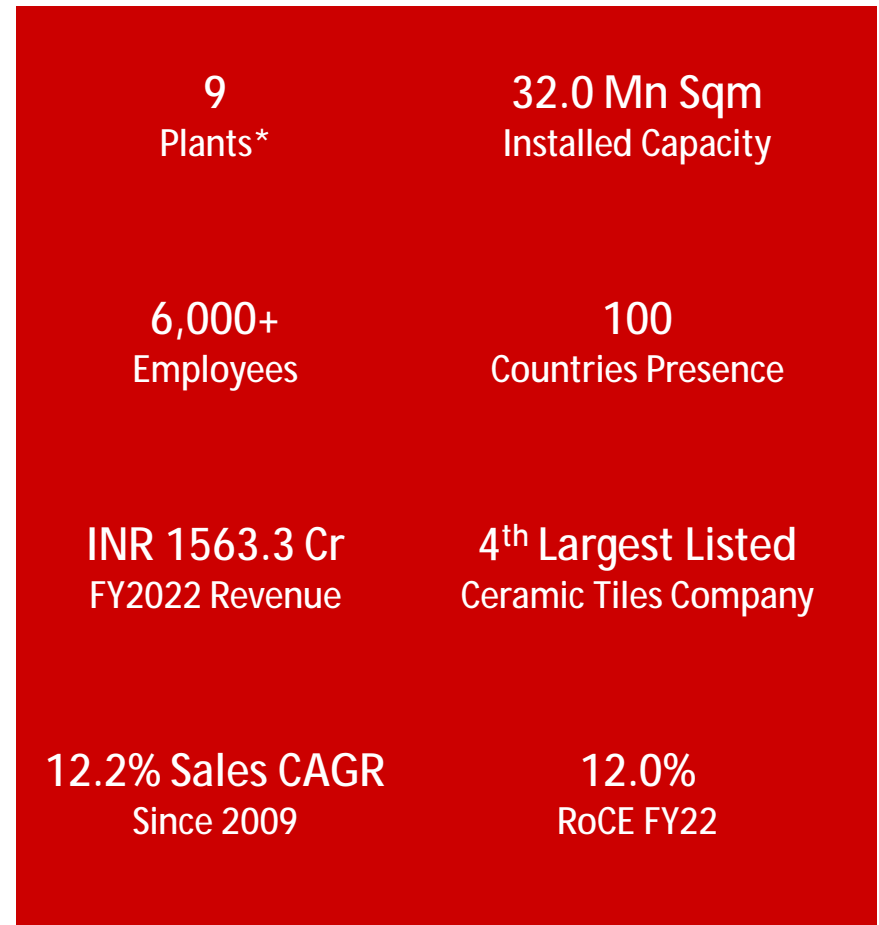 9
Plants*
32.0 Mn Sqm
Installed Capacity
6,000+
Employees
100
Countries Presence
INR 1563.3 Cr
FY2022 Revenue
4th Largest Listed
Ceramic Tiles Company
12.2% Sales CAGR
Since 2009
12.0%
RoCE FY22